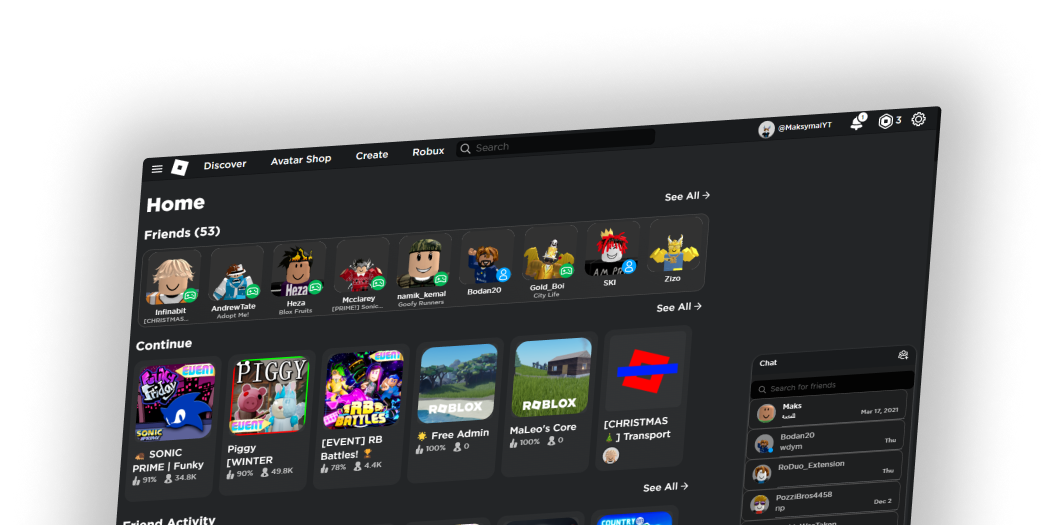 Discover
Avatar Shop
Create
Robux
Search
@MaksymalYT
1
3
Home
See All →
Friends (53)
Infinabit
[CHRISTMAS...
AndrewTate
Adopt Me!
Heza
Heza
Blox Fruits
Mcclarey
[PRIME!] Sonic...
namik_kemal
Goofy Runners
Bodan20
Gold_Boi
City Life
I AM PR
SKI
Zizo
See All →
Continue
EVENT
Friday
SONIC
🦔 SONIC
PRIME | Funky
91% 34.8K
PIGGY
EVENT
Piggy
[WINTER
90% 49.8K
EVENT
RB
BATTLES!
[EVENT] RB
Battles! 🏆
78% 4.4K
ROBLOX
🌟 Free Admin
100% 0
ROBLOX
MaLeo's Core
100% 0
[CHRISTMAS
🎄] Transport
Chat
Search for friends
Maks
Mar 17, 2021
Bodan20
wdym
Thu
RoDuo_Extension
Thu
PozziBros4458
np
Dec 2
See All →
Friend Activity
COUNTRY